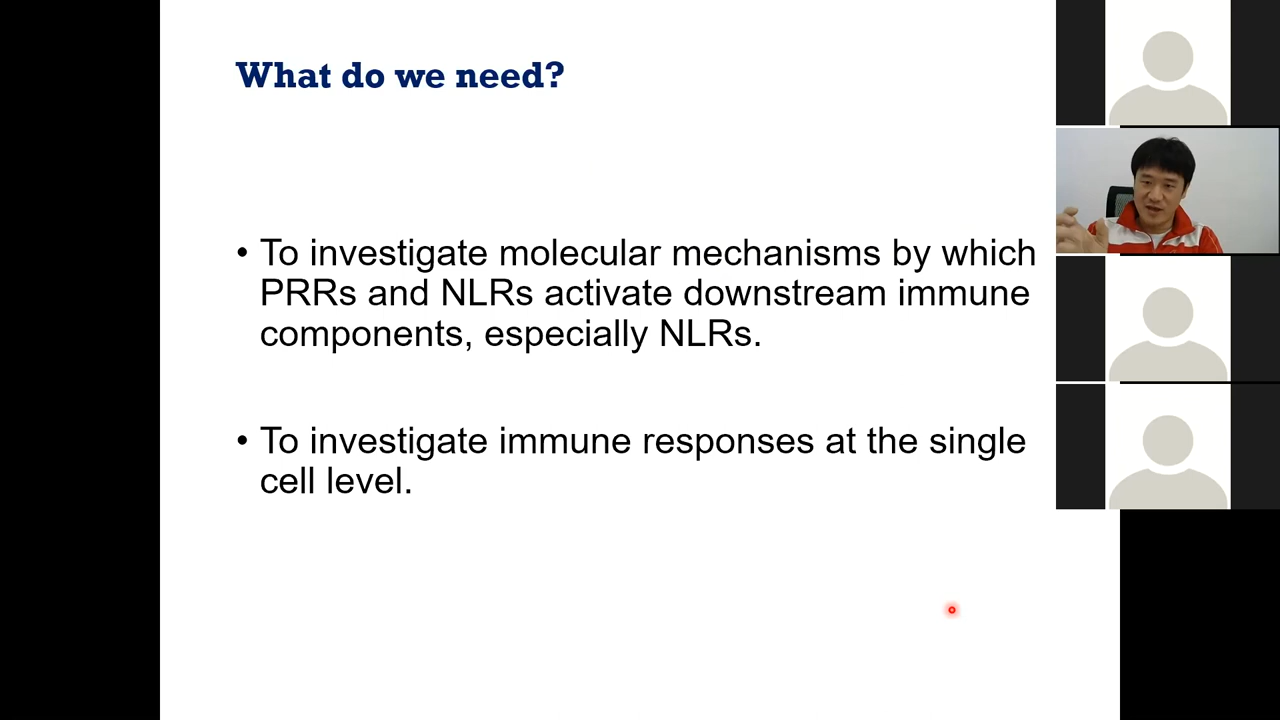 What do we need?
• To investigate molecular mechanisms by which
PRRs and NLRs activate downstream immune
components, especially NLRs.
• To investigate immune responses at the single
cell level.